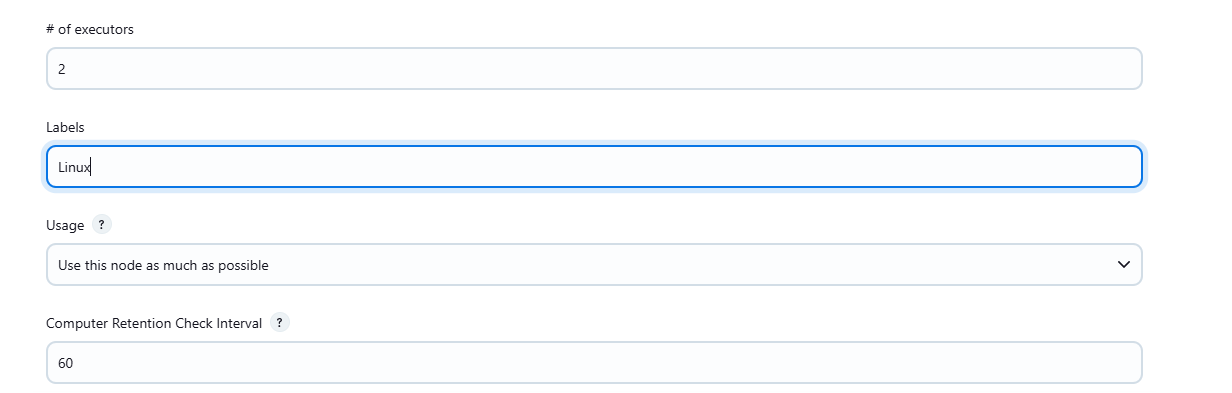 # of executors
2
Labels
Linux
Usage ?
Use this node as much as possible
Computer Retention Check Interval ?
60